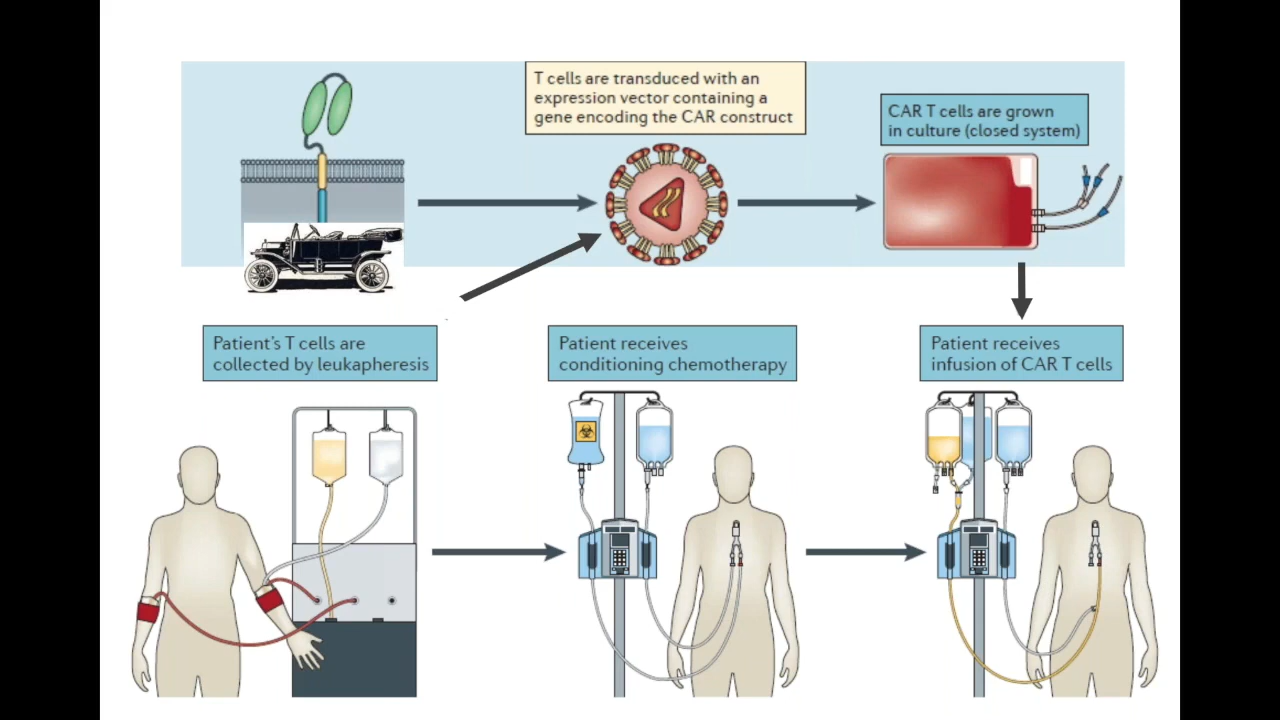 T cells are transduced with an
expression vector containing a
gene encoding the CAR construct
CAR T cells are grown
in culture (closed system)
Patient’s T cells are
collected by leukapheresis
Patient receives
conditioning chemotherapy
Patient receives
infusion of CAR T cells